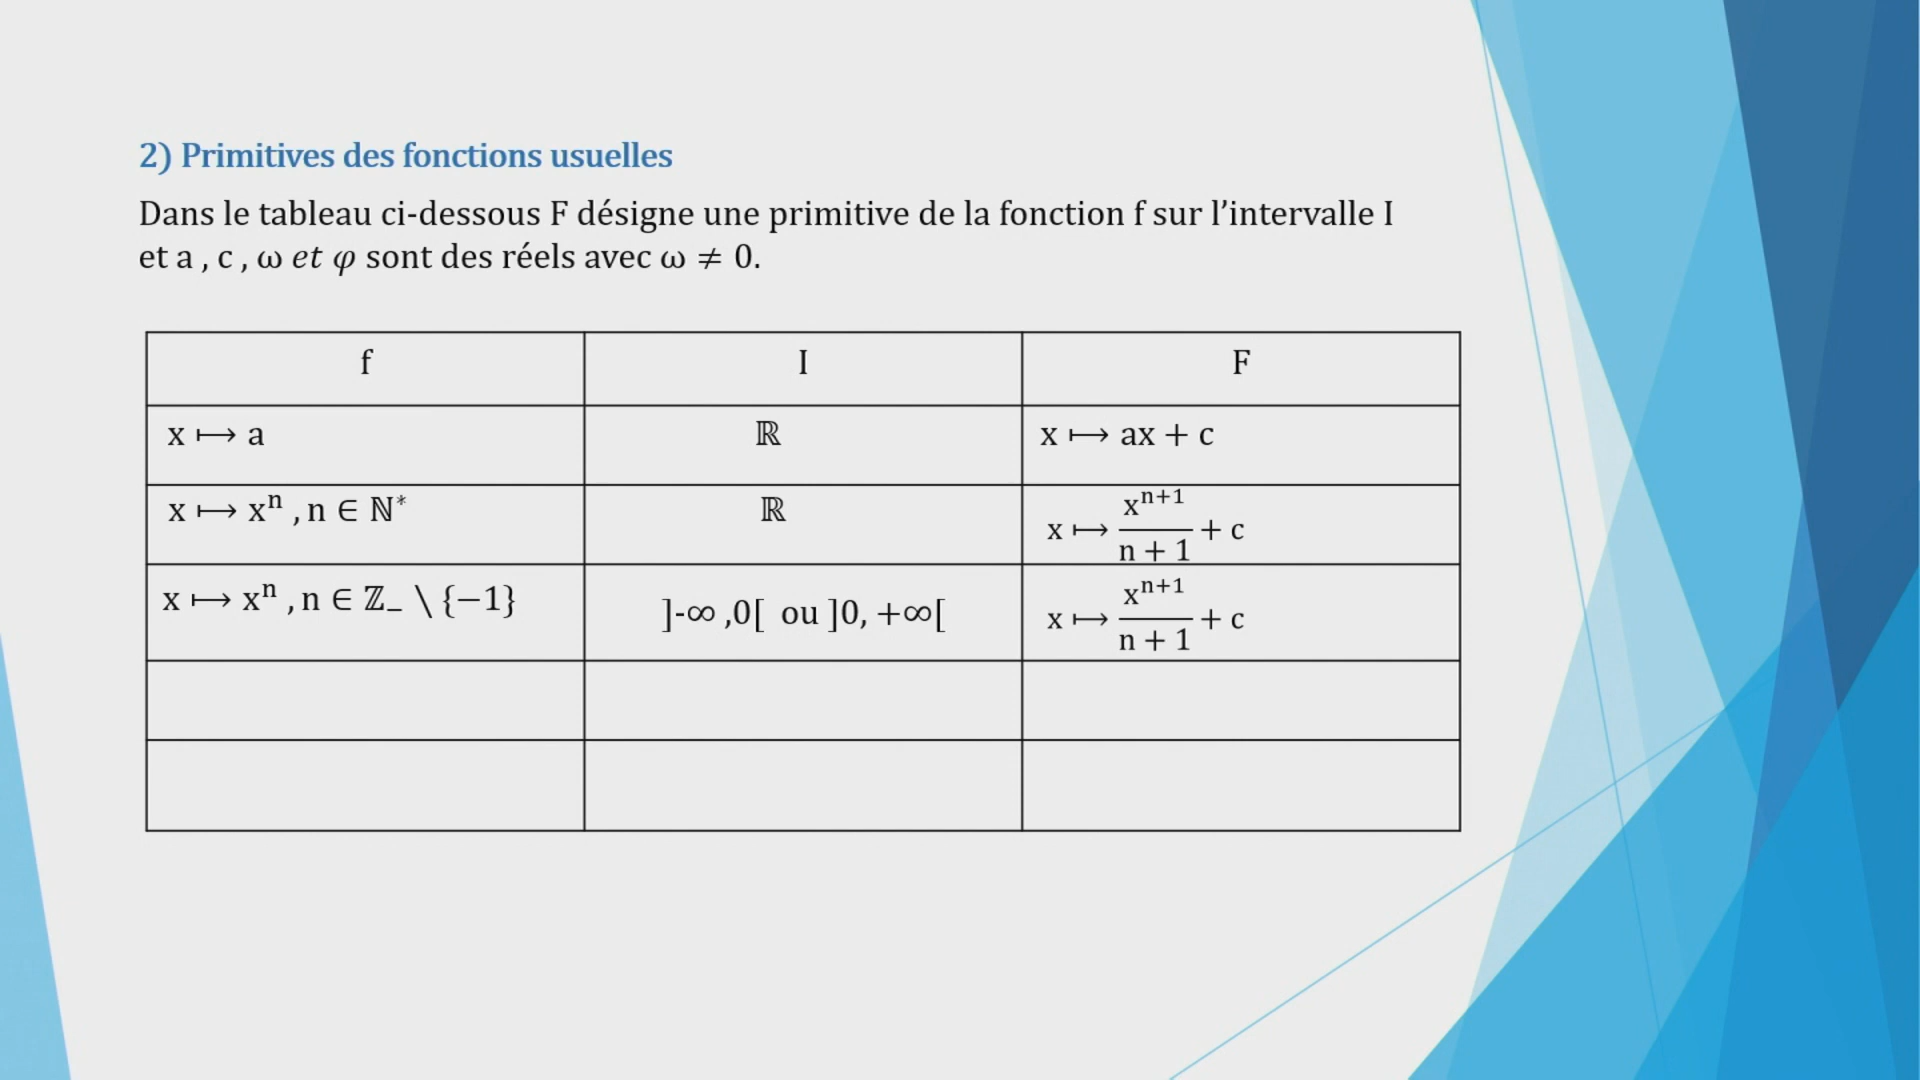 2) Primitives des fonctions usuelles
Dans le tableau ci-dessous F désigne une primitive de la fonction f sur l’intervalle I
et a , c , ω et φ sont des réels avec ω ≠ 0.
f I F
x ⟼ a ℝ x ⟼ ax + c
x ⟼ xⁿ , n ∈ ℕ* ℝ x ⟼ xⁿ⁺¹/(n + 1) + c
x ⟼ xⁿ , n ∈ ℤ₋ \ {−1} ]-∞ ,0[ ou ]0, +∞[ x ⟼ xⁿ⁺¹/(n + 1) + c